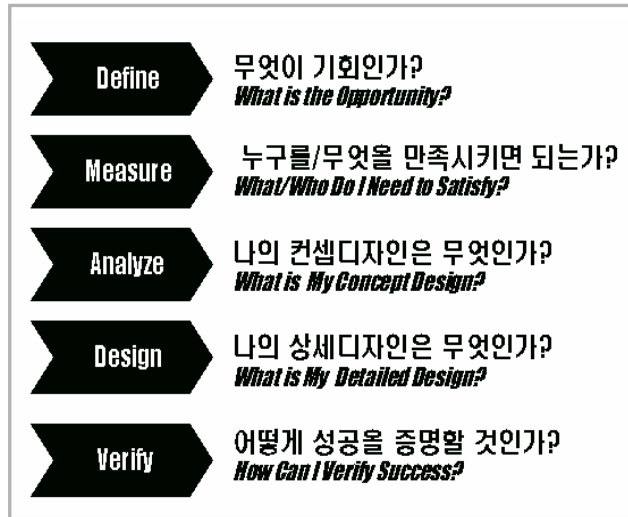 Define
무엇이 기회인가?
What is the Opportunity?
Measure
누구를/무엇을 만족시키면 되는가?
What/Who Do I Need to Satisfy?
Analyze
나의 컨셉디자인은 무엇인가?
What is My Concept Design?
Design
나의 상세디자인은 무엇인가?
What is My Detailed Design?
Verify
어떻게 성공을 증명할 것인가?
How Can I Verify Success?